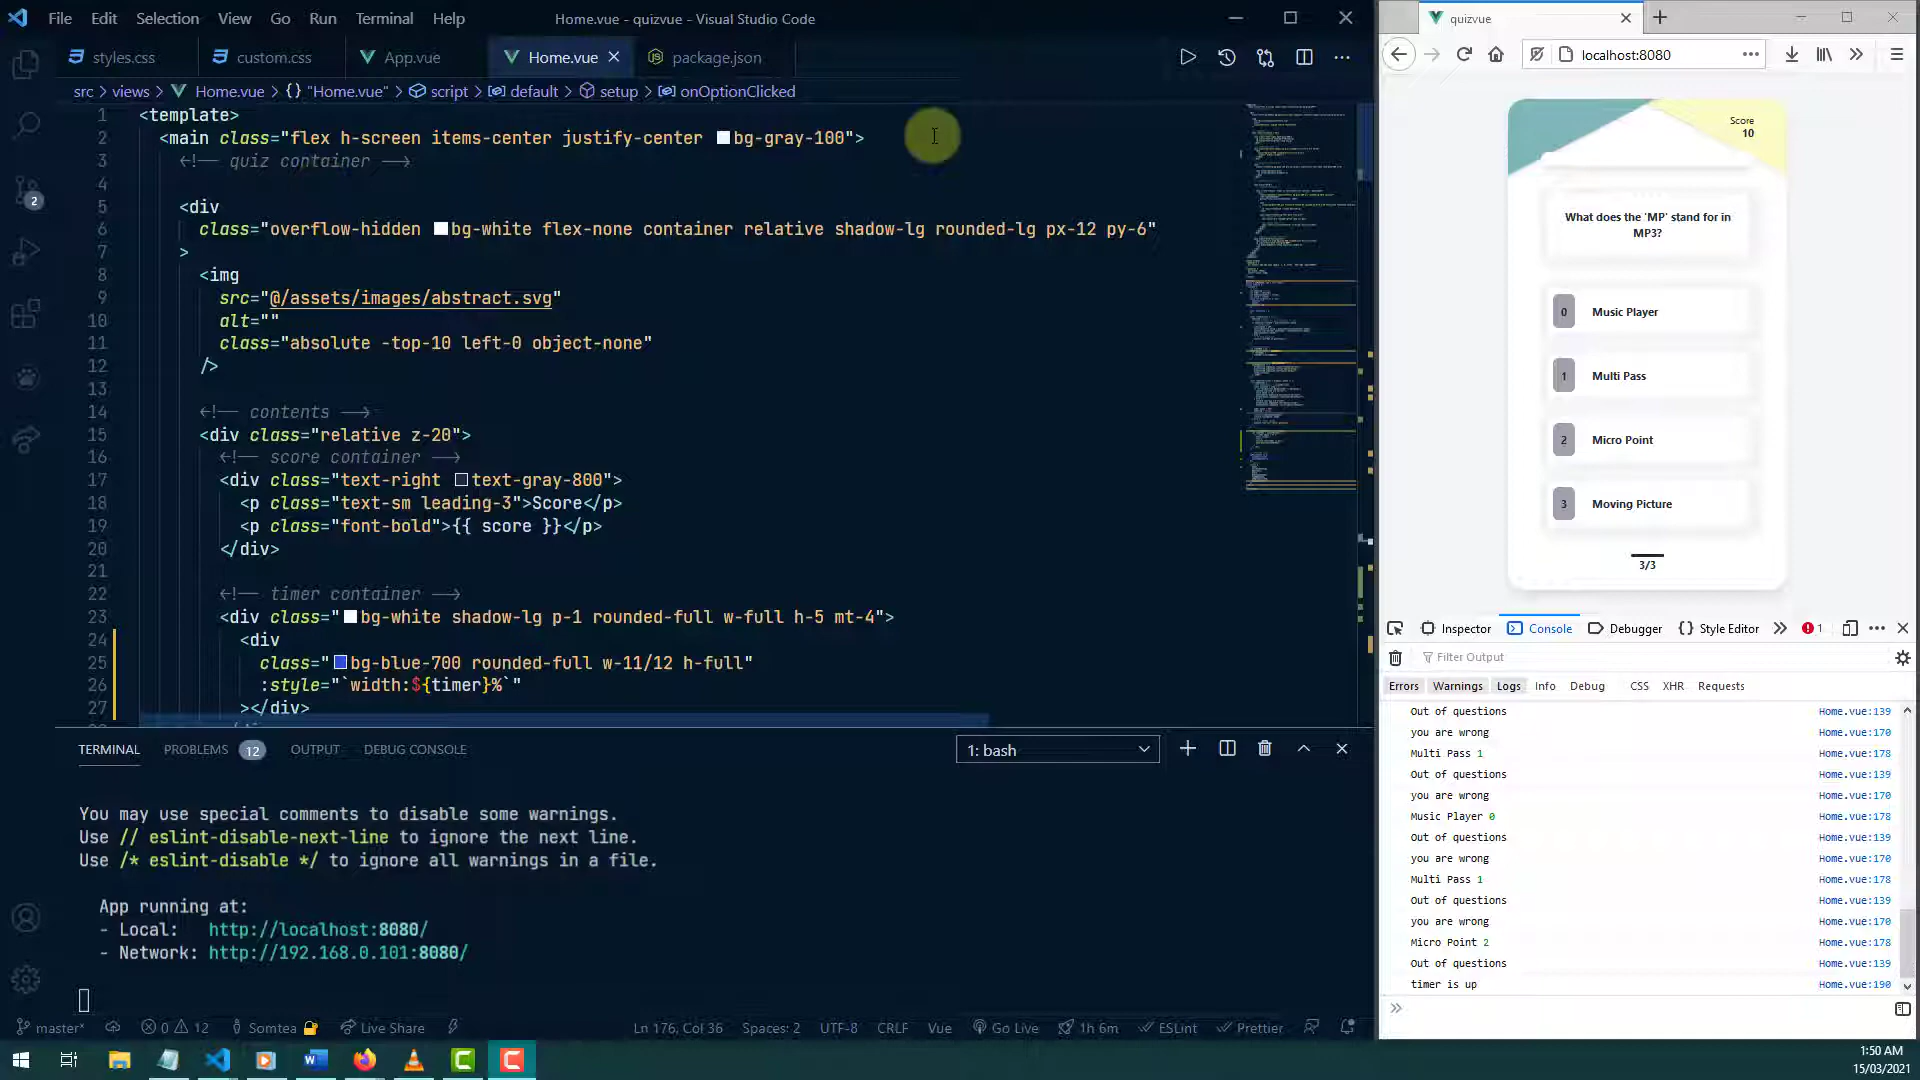 File Edit Selection View Go Run Terminal Help
Home.vue - quizvue - Visual Studio Code
styles.css custom.css App.vue Home.vue package.json
src > views > Home.vue > {} "Home.vue" > script > default > setup > onOptionClicked
1 <template>
2 <main class="flex h-screen items-center justify-center bg-gray-100">
3 <!-- quiz container -->
4
5 <div
6 class="overflow-hidden bg-white flex-none container relative shadow-lg rounded-lg px-12 py-6"
7 >
8 <img
9 src="@/assets/images/abstract.svg"
10 alt=""
11 class="absolute -top-10 left-0 object-none"
12 />
13
14 <!-- contents -->
15 <div class="relative z-20">
16 <!-- score container -->
17 <div class="text-right text-gray-800">
18 <p class="text-sm leading-3">Score</p>
19 <p class="font-bold">{{ score }}</p>
20 </div>
21
22 <!-- timer container -->
23 <div class="bg-white shadow-lg p-1 rounded-full w-full h-5 mt-4">
24 <div
25 class="bg-blue-700 rounded-full w-11/12 h-full"
26 :style="`width:${timer}%`"
27 ></div>
TERMINAL PROBLEMS 12 OUTPUT DEBUG CONSOLE 1: bash
You may use special comments to disable some warnings.
Use // eslint-disable-next-line to ignore the next line.
Use /* eslint-disable */ to ignore all warnings in a file.
App running at:
- Local: http://localhost:8080/
- Network: http://192.168.0.101:8080/
2
master* 0 12 Somtea Live Share Ln 176, Col 36 Spaces: 2 UTF-8 CRLF Vue Go Live 1h 6m ESLint Prettier
quizvue
localhost:8080
Score
10
What does the 'MP' stand for in
MP3?
0 Music Player
1 Multi Pass
2 Micro Point
3 Moving Picture
3/3
Inspector Console Debugger Style Editor 1
Filter Output
Errors Warnings Logs Info Debug CSS XHR Requests
Out of questions Home.vue:139
you are wrong Home.vue:170
Multi Pass 1 Home.vue:178
Out of questions Home.vue:139
you are wrong Home.vue:170
Music Player 0 Home.vue:178
Out of questions Home.vue:139
you are wrong Home.vue:170
Multi Pass 1 Home.vue:178
Out of questions Home.vue:139
you are wrong Home.vue:170
Micro Point 2 Home.vue:178
Out of questions Home.vue:139
timer is up Home.vue:190
1:50 AM
15/03/2021